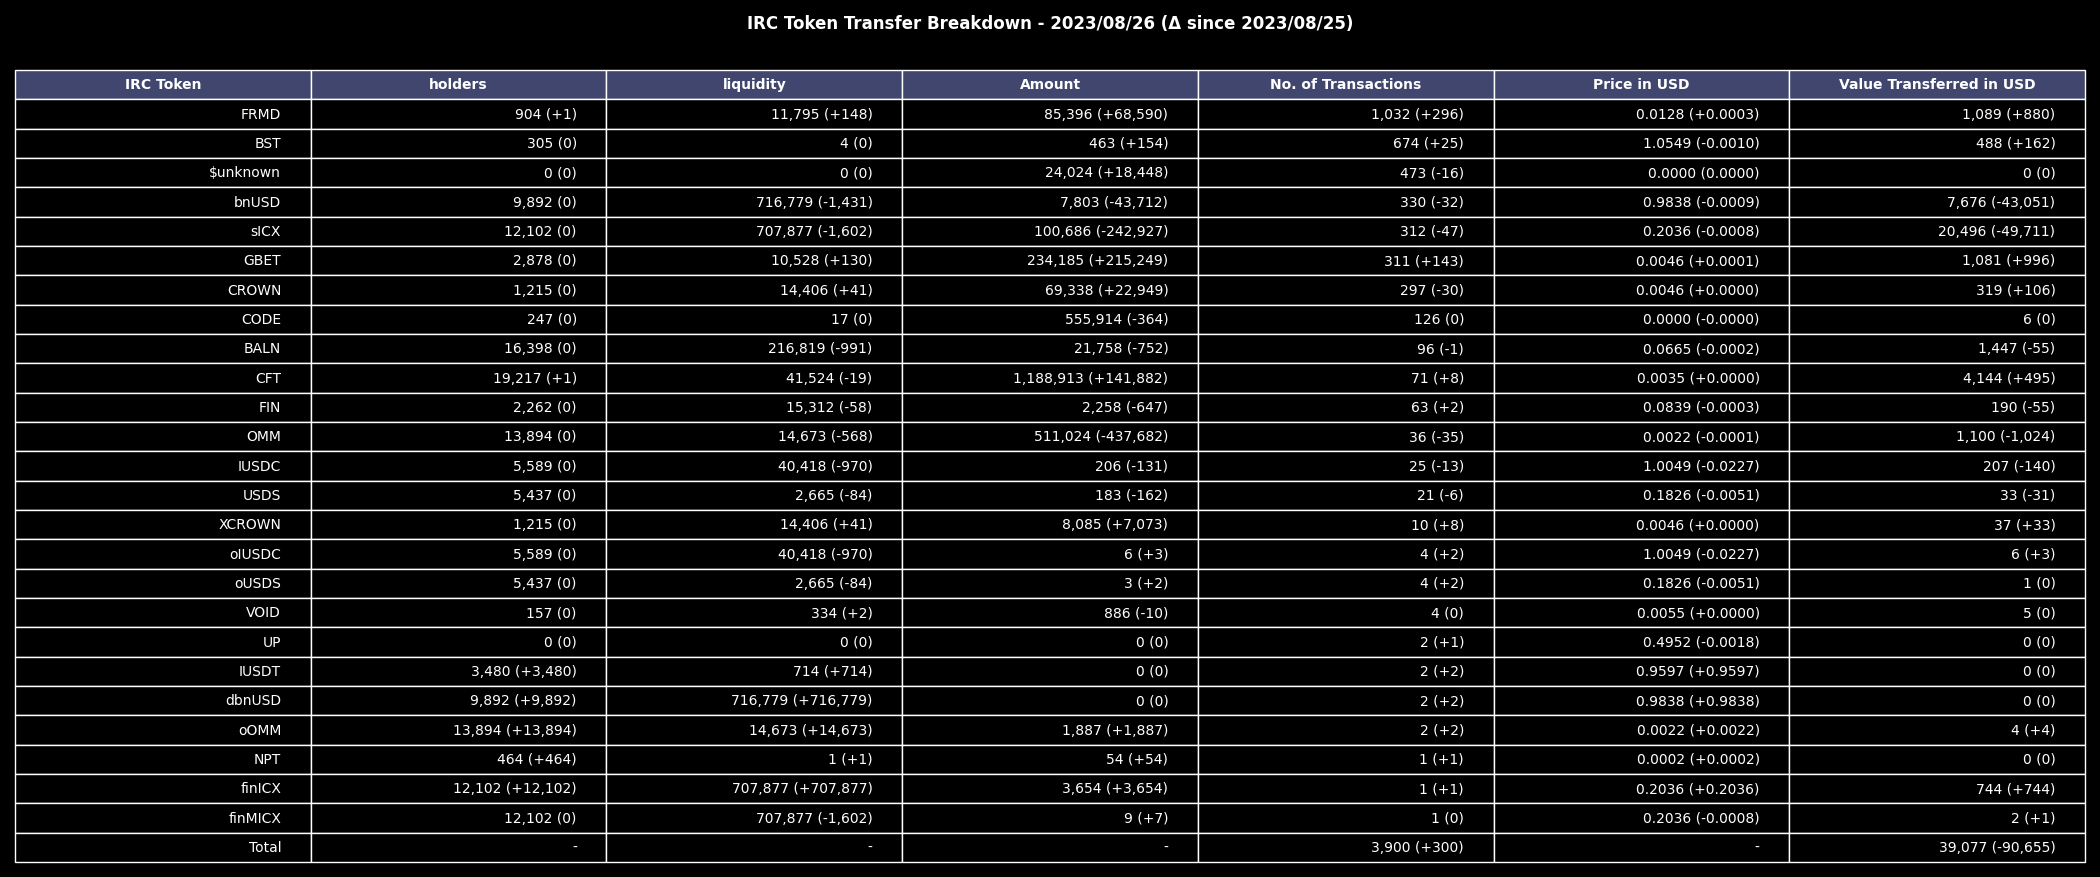 IRC Token Transfer Breakdown - 2023/08/26 (Δ since 2023/08/25)
IRC Token holders liquidity Amount No. of Transactions Price in USD Value Transferred in USD
FRMD 904 (+1) 11,795 (+148) 85,396 (+68,590) 1,032 (+296) 0.0128 (+0.0003) 1,089 (+880)
BST 305 (0) 4 (0) 463 (+154) 674 (+25) 1.0549 (-0.0010) 488 (+162)
$unknown 0 (0) 0 (0) 24,024 (+18,448) 473 (-16) 0.0000 (0.0000) 0 (0)
bnUSD 9,892 (0) 716,779 (-1,431) 7,803 (-43,712) 330 (-32) 0.9838 (-0.0009) 7,676 (-43,051)
sICX 12,102 (0) 707,877 (-1,602) 100,686 (-242,927) 312 (-47) 0.2036 (-0.0008) 20,496 (-49,711)
GBET 2,878 (0) 10,528 (+130) 234,185 (+215,249) 311 (+143) 0.0046 (+0.0001) 1,081 (+996)
CROWN 1,215 (0) 14,406 (+41) 69,338 (+22,949) 297 (-30) 0.0046 (+0.0000) 319 (+106)
CODE 247 (0) 17 (0) 555,914 (-364) 126 (0) 0.0000 (-0.0000) 6 (0)
BALN 16,398 (0) 216,819 (-991) 21,758 (-752) 96 (-1) 0.0665 (-0.0002) 1,447 (-55)
CFT 19,217 (+1) 41,524 (-19) 1,188,913 (+141,882) 71 (+8) 0.0035 (+0.0000) 4,144 (+495)
FIN 2,262 (0) 15,312 (-58) 2,258 (-647) 63 (+2) 0.0839 (-0.0003) 190 (-55)
OMM 13,894 (0) 14,673 (-568) 511,024 (-437,682) 36 (-35) 0.0022 (-0.0001) 1,100 (-1,024)
IUSDC 5,589 (0) 40,418 (-970) 206 (-131) 25 (-13) 1.0049 (-0.0227) 207 (-140)
USDS 5,437 (0) 2,665 (-84) 183 (-162) 21 (-6) 0.1826 (-0.0051) 33 (-31)
XCROWN 1,215 (0) 14,406 (+41) 8,085 (+7,073) 10 (+8) 0.0046 (+0.0000) 37 (+33)
oIUSDC 5,589 (0) 40,418 (-970) 6 (+3) 4 (+2) 1.0049 (-0.0227) 6 (+3)
oUSDS 5,437 (0) 2,665 (-84) 3 (+2) 4 (+2) 0.1826 (-0.0051) 1 (0)
VOID 157 (0) 334 (+2) 886 (-10) 4 (0) 0.0055 (+0.0000) 5 (0)
UP 0 (0) 0 (0) 0 (0) 2 (+1) 0.4952 (-0.0018) 0 (0)
IUSDT 3,480 (+3,480) 714 (+714) 0 (0) 2 (+2) 0.9597 (+0.9597) 0 (0)
dbnUSD 9,892 (+9,892) 716,779 (+716,779) 0 (0) 2 (+2) 0.9838 (+0.9838) 0 (0)
oOMM 13,894 (+13,894) 14,673 (+14,673) 1,887 (+1,887) 2 (+2) 0.0022 (+0.0022) 4 (+4)
NPT 464 (+464) 1 (+1) 54 (+54) 1 (+1) 0.0002 (+0.0002) 0 (0)
finICX 12,102 (+12,102) 707,877 (+707,877) 3,654 (+3,654) 1 (+1) 0.2036 (+0.2036) 744 (+744)
finMICX 12,102 (0) 707,877 (-1,602) 9 (+7) 1 (0) 0.2036 (-0.0008) 2 (+1)
Total - - - 3,900 (+300) - 39,077 (-90,655)